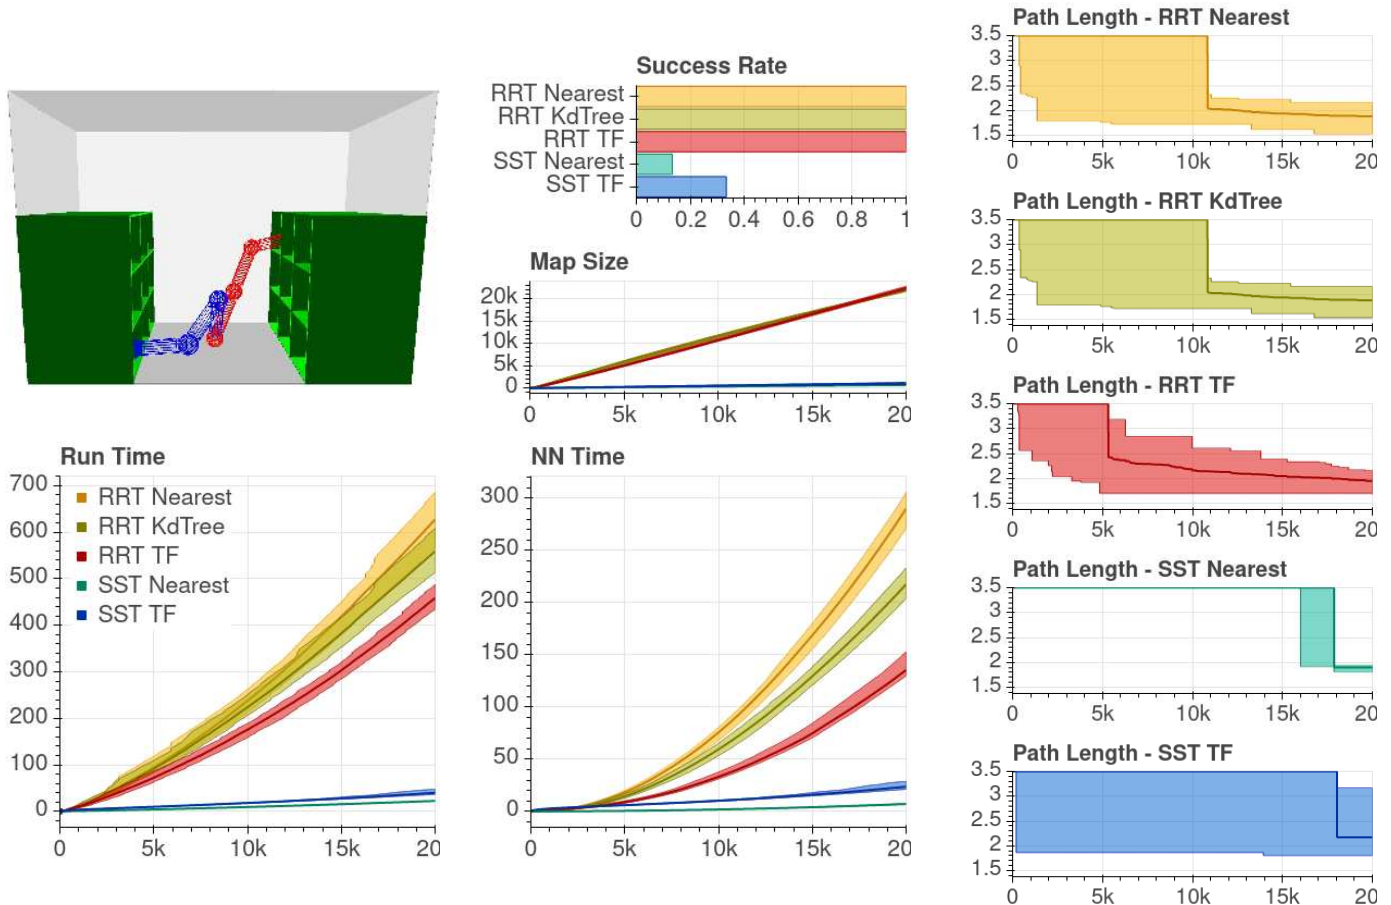 Success Rate
RRT Nearest
RRT KdTree
RRT TF
SST Nearest
SST TF
0 0.2 0.4 0.6 0.8 1
Map Size
20k
15k
10k
5k
0
0 5k 10k 15k 20
Run Time
700
600
500
400
300
200
100
0
RRT Nearest
RRT KdTree
RRT TF
SST Nearest
SST TF
0 5k 10k 15k 20
NN Time
300
250
200
150
100
50
0
0 5k 10k 15k 20
Path Length - RRT Nearest
3.5
3
2.5
2
1.5
0 5k 10k 15k 20
Path Length - RRT KdTree
3.5
3
2.5
2
1.5
0 5k 10k 15k 20
Path Length - RRT TF
3.5
3
2.5
2
1.5
0 5k 10k 15k 20
Path Length - SST Nearest
3.5
3
2.5
2
1.5
0 5k 10k 15k 20
Path Length - SST TF
3.5
3
2.5
2
1.5
0 5k 10k 15k 20